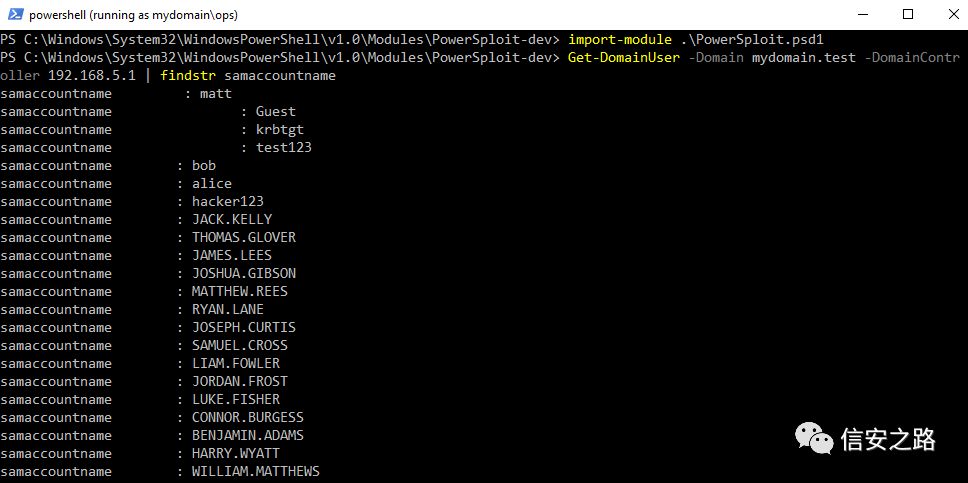 powershell (running as mydomain\ops)
PS C:\Windows\System32\WindowsPowerShell\v1.0\Modules\PowerSploit-dev> import-module .\PowerSploit.psd1
PS C:\Windows\System32\WindowsPowerShell\v1.0\Modules\PowerSploit-dev> Get-DomainUser -Domain mydomain.test -DomainContr
oller 192.168.5.1 | findstr samaccountname
samaccountname : matt
samaccountname : Guest
samaccountname : krbtgt
samaccountname : test123
samaccountname : bob
samaccountname : alice
samaccountname : hacker123
samaccountname : JACK.KELLY
samaccountname : THOMAS.GLOVER
samaccountname : JAMES.LEES
samaccountname : JOSHUA.GIBSON
samaccountname : MATTHEW.REES
samaccountname : RYAN.LANE
samaccountname : JOSEPH.CURTIS
samaccountname : SAMUEL.CROSS
samaccountname : LIAM.FOWLER
samaccountname : JORDAN.FROST
samaccountname : LUKE.FISHER
samaccountname : CONNOR.BURGESS
samaccountname : BENJAMIN.ADAMS
samaccountname : HARRY.WYATT
samaccountname : WILLIAM.MATTHEWS
信安之路